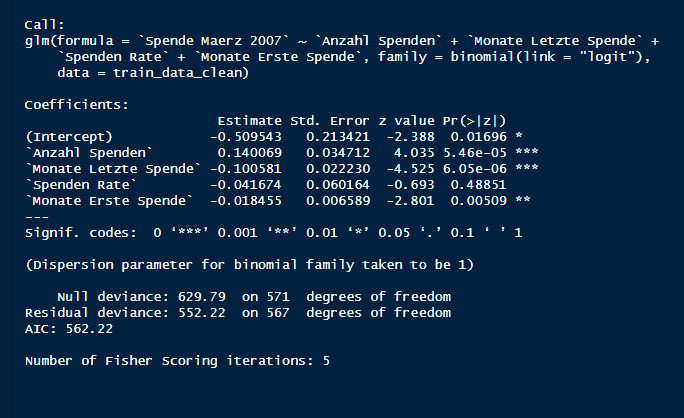 Call:
glm(formula = `Spende Maerz 2007` ~ `Anzahl Spenden` + `Monate Letzte Spende` +
    `Spenden Rate` + `Monate Erste Spende`, family = binomial(link = "logit"),
    data = train_data_clean)
Coefficients:
                        Estimate Std. Error z value Pr(>|z|)
(Intercept)            -0.509543   0.213421  -2.388  0.01696 *
`Anzahl Spenden`        0.140069   0.034712   4.035 5.46e-05 ***
`Monate Letzte Spende` -0.100581   0.022230  -4.525 6.05e-06 ***
`Spenden Rate`         -0.041674   0.060164  -0.693  0.48851
`Monate Erste Spende`  -0.018455   0.006589  -2.801  0.00509 **
---
Signif. codes:  0 ‘***’ 0.001 ‘**’ 0.01 ‘*’ 0.05 ‘.’ 0.1 ‘ ’ 1
(Dispersion parameter for binomial family taken to be 1)
    Null deviance: 629.79  on 571  degrees of freedom
Residual deviance: 552.22  on 567  degrees of freedom
AIC: 562.22
Number of Fisher Scoring iterations: 5